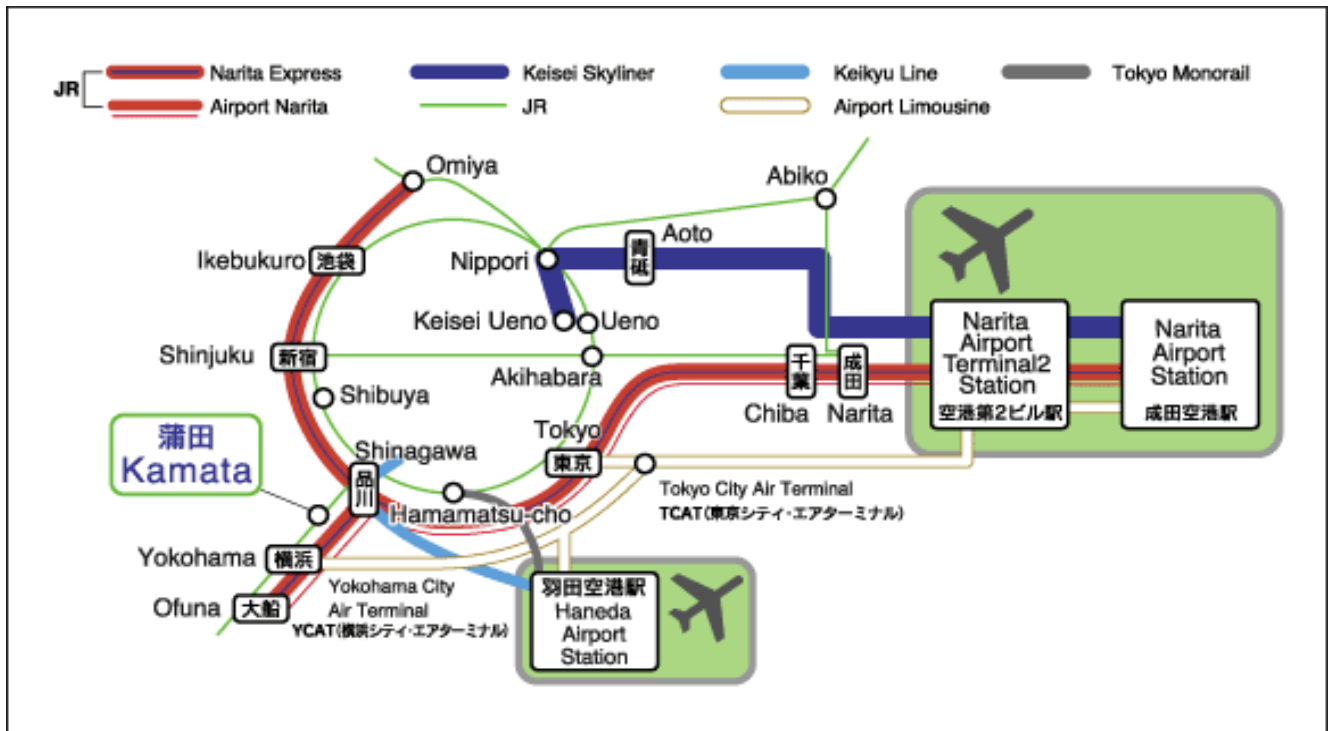 JR
Narita Express
Keisei Skyliner
Keikyu Line
Tokyo Monorail
Airport Narita
JR
Airport Limousine
Omiya
Abiko
Ikebukuro
池袋
Nippori
青砥
Aoto
Keisei Ueno
Ueno
Narita
Airport
Terminal2
Station
空港第2ビル駅
Narita
Airport
Station
成田空港駅
Shinjuku
新宿
Akihabara
千葉
成田
Chiba
Narita
Shibuya
蒲田
Kamata
Shinagawa
品川
Tokyo
東京
Hamamatsu-cho
Tokyo City Air Terminal
TCAT(東京シティ・エアターミナル)
Yokohama
横浜
Ofuna
大船
Yokohama City
Air Terminal
YCAT(横浜シティ・エアターミナル)
羽田空港駅
Haneda
Airport
Station